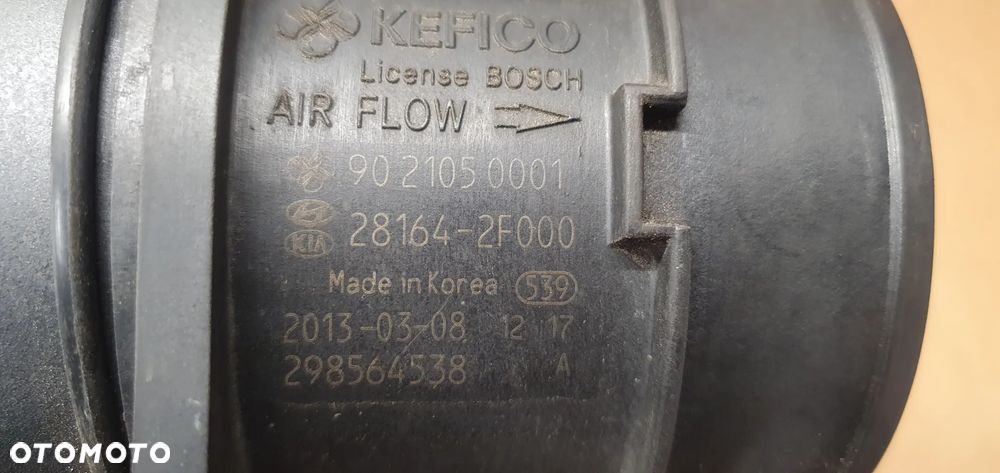 KEFICO
License BOSCH
AIR FLOW
90 2105 0001
28164-2F000
KIA
Made in Korea 539
2013-03-08 12 17
298564538 A
OTOMOTO